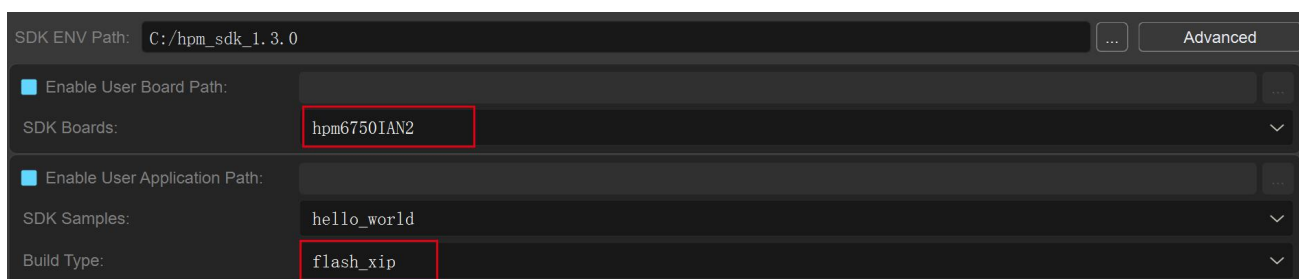 SDK ENV Path: C:/hpm_sdk_1.3.0 ... Advanced
Enable User Board Path: ...
SDK Boards: hpm6750IAN2
Enable User Application Path: ...
SDK Samples: hello_world
Build Type: flash_xip